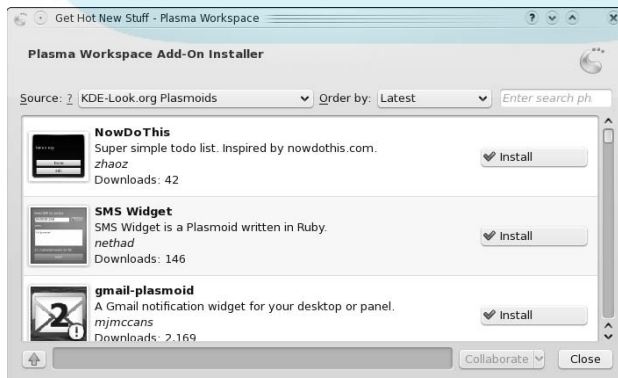 Get Hot New Stuff - Plasma Workspace
Plasma Workspace Add-On Installer
Source: ? KDE-Look.org Plasmoids Order by: Latest Enter search ph
NowDoThis
Super simple todo list. Inspired by nowdothis.com.
zhaoz
Downloads: 42
Install
SMS Widget
SMS Widget is a Plasmoid written in Ruby.
nethad
Downloads: 146
Install
gmail-plasmoid
A Gmail notification widget for your desktop or panel.
mjmccans
Downloads: 2,169
Install
2
Collaborate Close